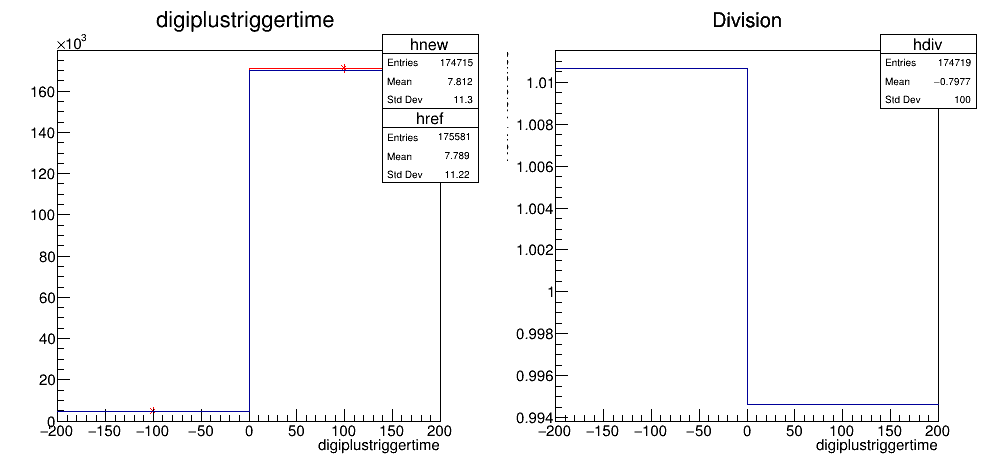 digiplustriggertime
×10³
hnew
Entries 174715
Mean 7.812
Std Dev 11.3
href
Entries 175581
Mean 7.789
Std Dev 11.22
160
140
120
100
80
60
40
20
0
−200 −150 −100 −50 0 50 100 150 200
digiplustriggertime
Division
hdiv
Entries 174719
Mean −0.7977
Std Dev 100
1.01
1.008
1.006
1.004
1.002
1
0.998
0.996
0.994
−200 −150 −100 −50 0 50 100 150 200
digiplustriggertime